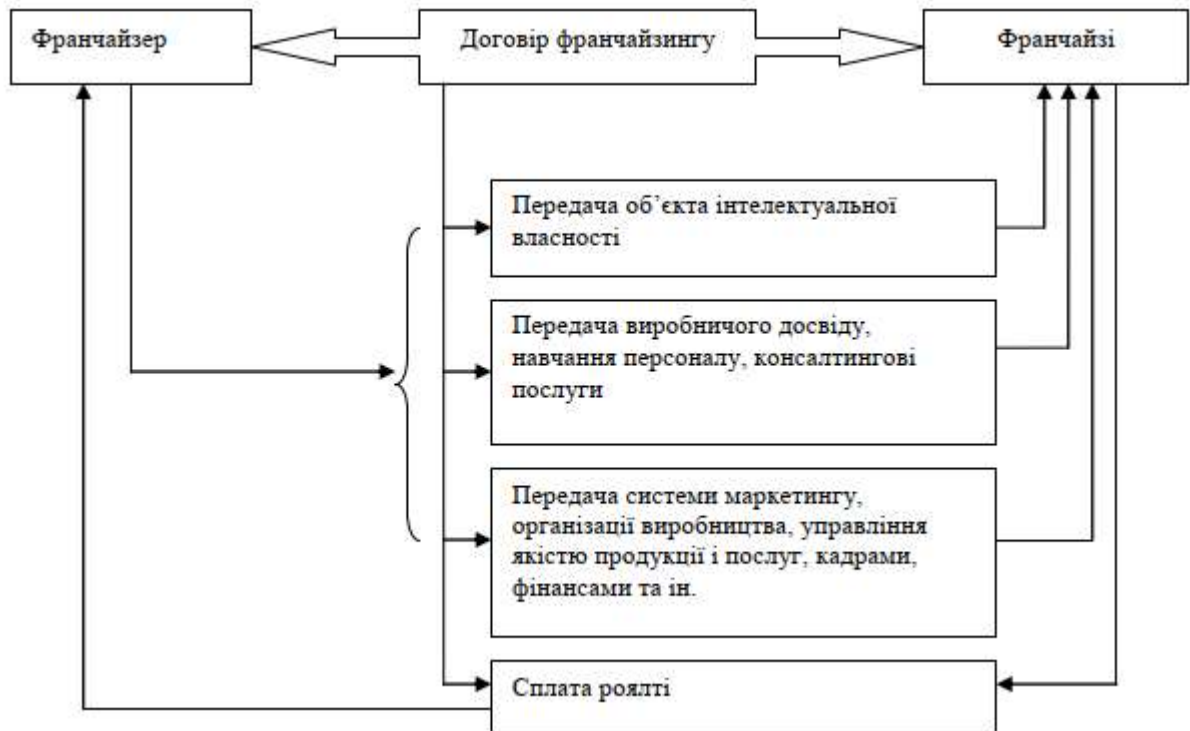 Франчайзер
Договір франчайзингу
Франчайзі
Передача об’єкта інтелектуальної
власності
Передача виробничого досвіду,
навчання персоналу, консалтингові
послуги
Передача системи маркетингу,
організації виробництва, управління
якістю продукції і послуг, кадрами,
фінансами та ін.
Сплата роялті